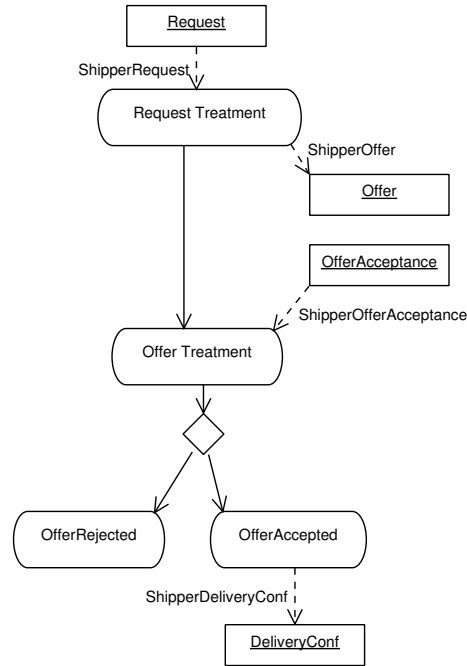 Request
ShipperRequest
Request Treatment
ShipperOffer
Offer
OfferAcceptance
ShipperOfferAcceptance
Offer Treatment
OfferRejected
OfferAccepted
ShipperDeliveryConf
DeliveryConf